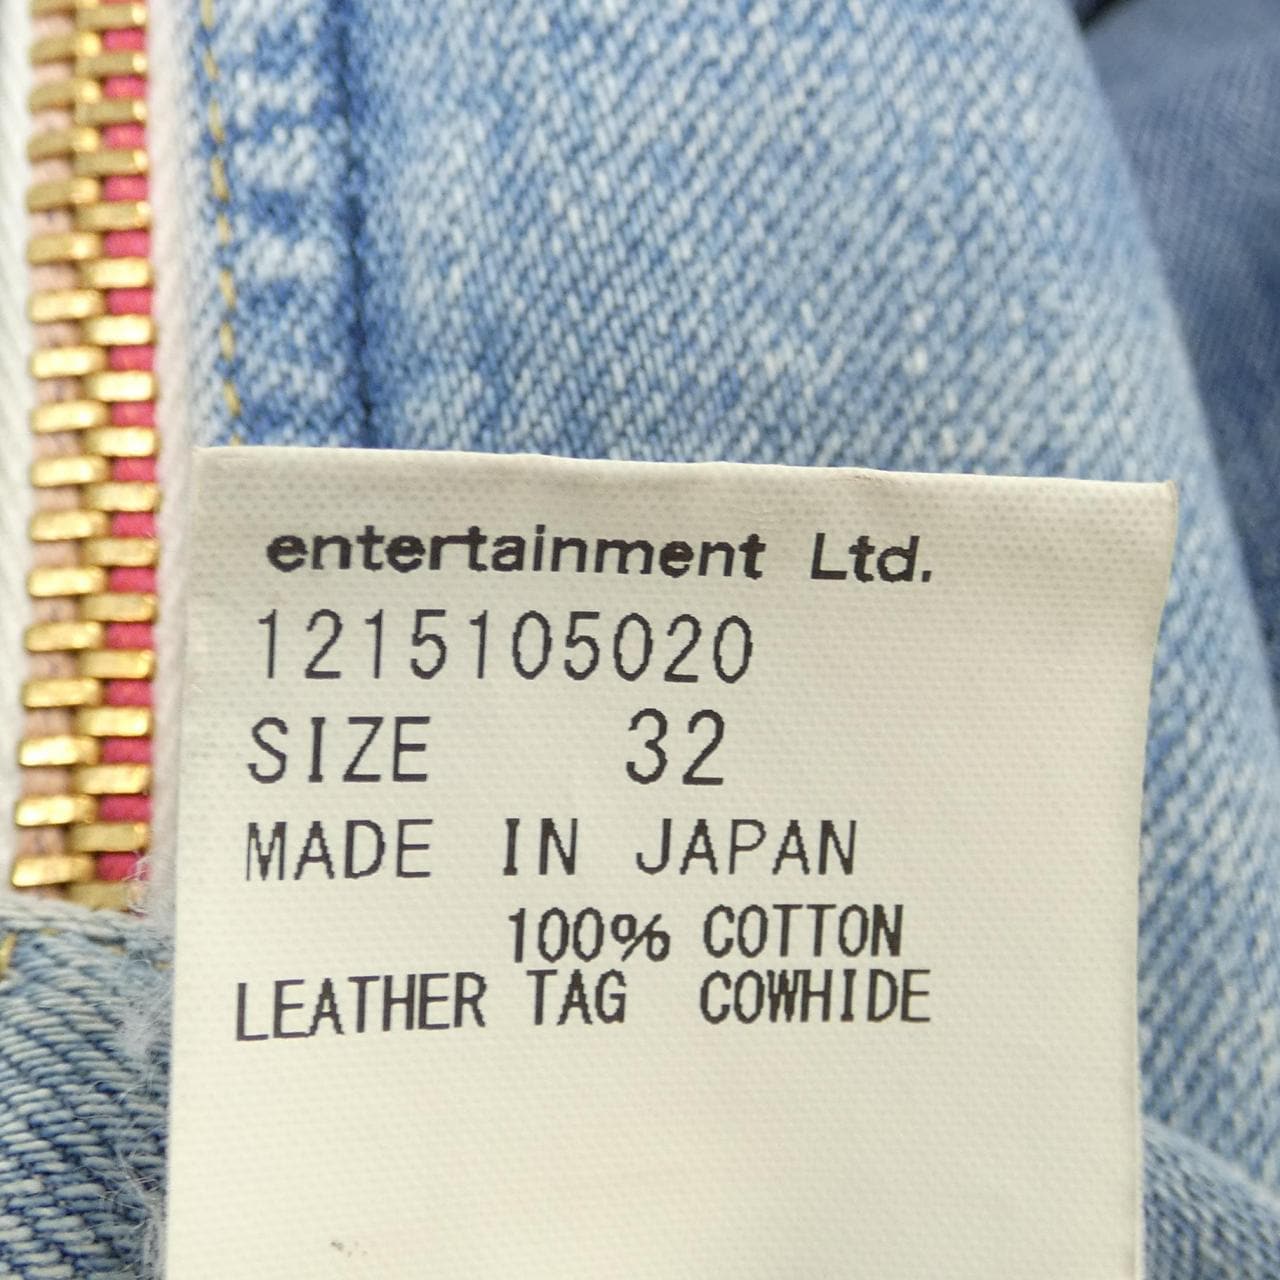 entertainment Ltd.
1215105020
SIZE 32
MADE IN JAPAN
100% COTTON
LEATHER TAG COWHIDE